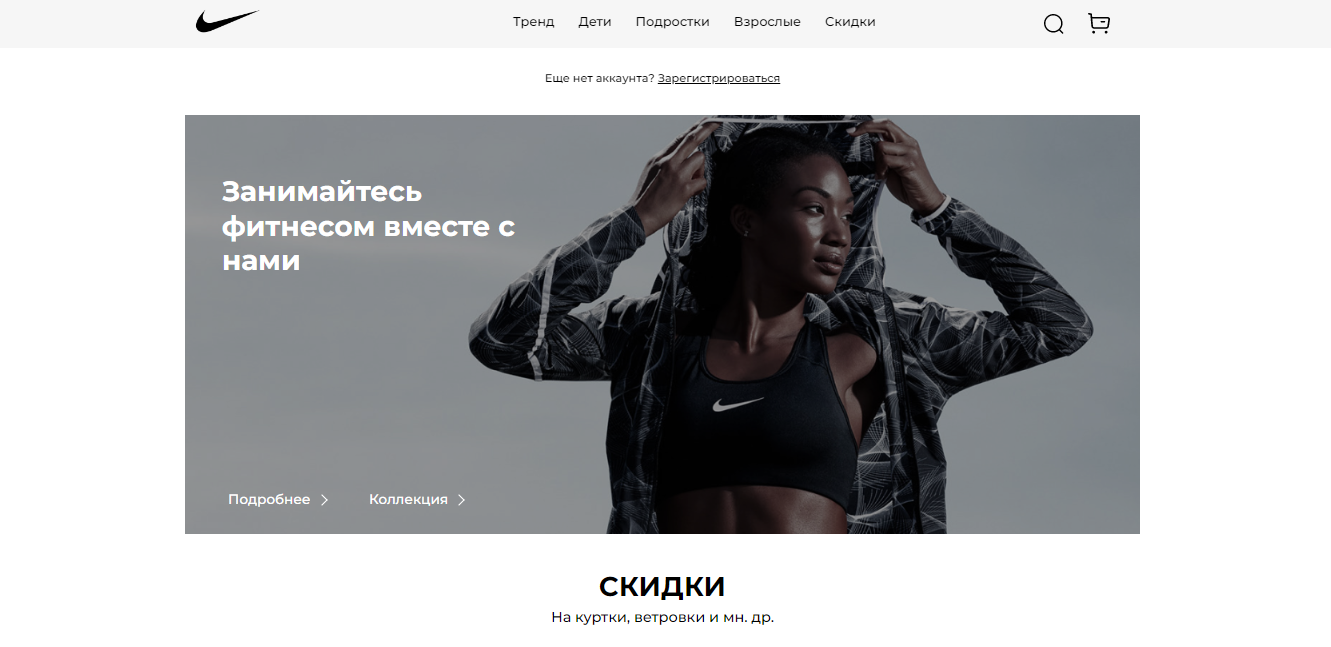 Тренд Дети Подростки Взрослые Скидки
Еще нет аккаунта? Зарегистрироваться
Занимайтесь
фитнесом вместе с
нами
Подробнее Коллекция
СКИДКИ
На куртки, ветровки и мн. др.